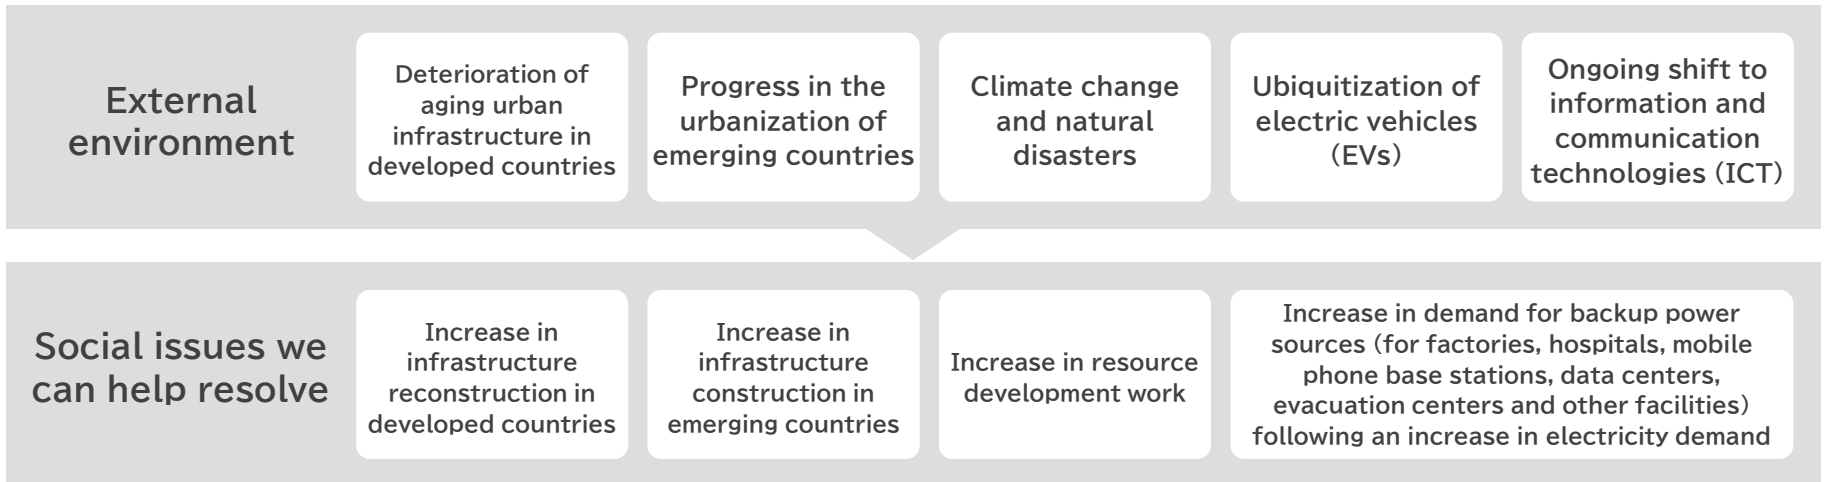 External
environment
Deterioration of
aging urban
infrastructure in
developed countries
Progress in the
urbanization of
emerging countries
Climate change
and natural
disasters
Ubiquitization of
electric vehicles
(EVs)
Ongoing shift to
information and
communication
technologies (ICT)
Social issues we
can help resolve
Increase in
infrastructure
reconstruction in
developed countries
Increase in
infrastructure
construction in
emerging countries
Increase in resource
development work
Increase in demand for backup power
sources (for factories, hospitals, mobile
phone base stations, data centers,
evacuation centers and other facilities)
following an increase in electricity demand